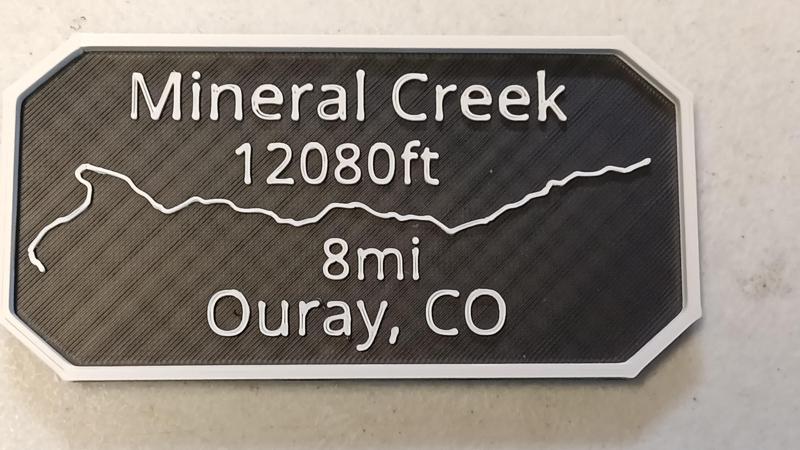 Mineral Creek
12080ft
8mi
Ouray, CO